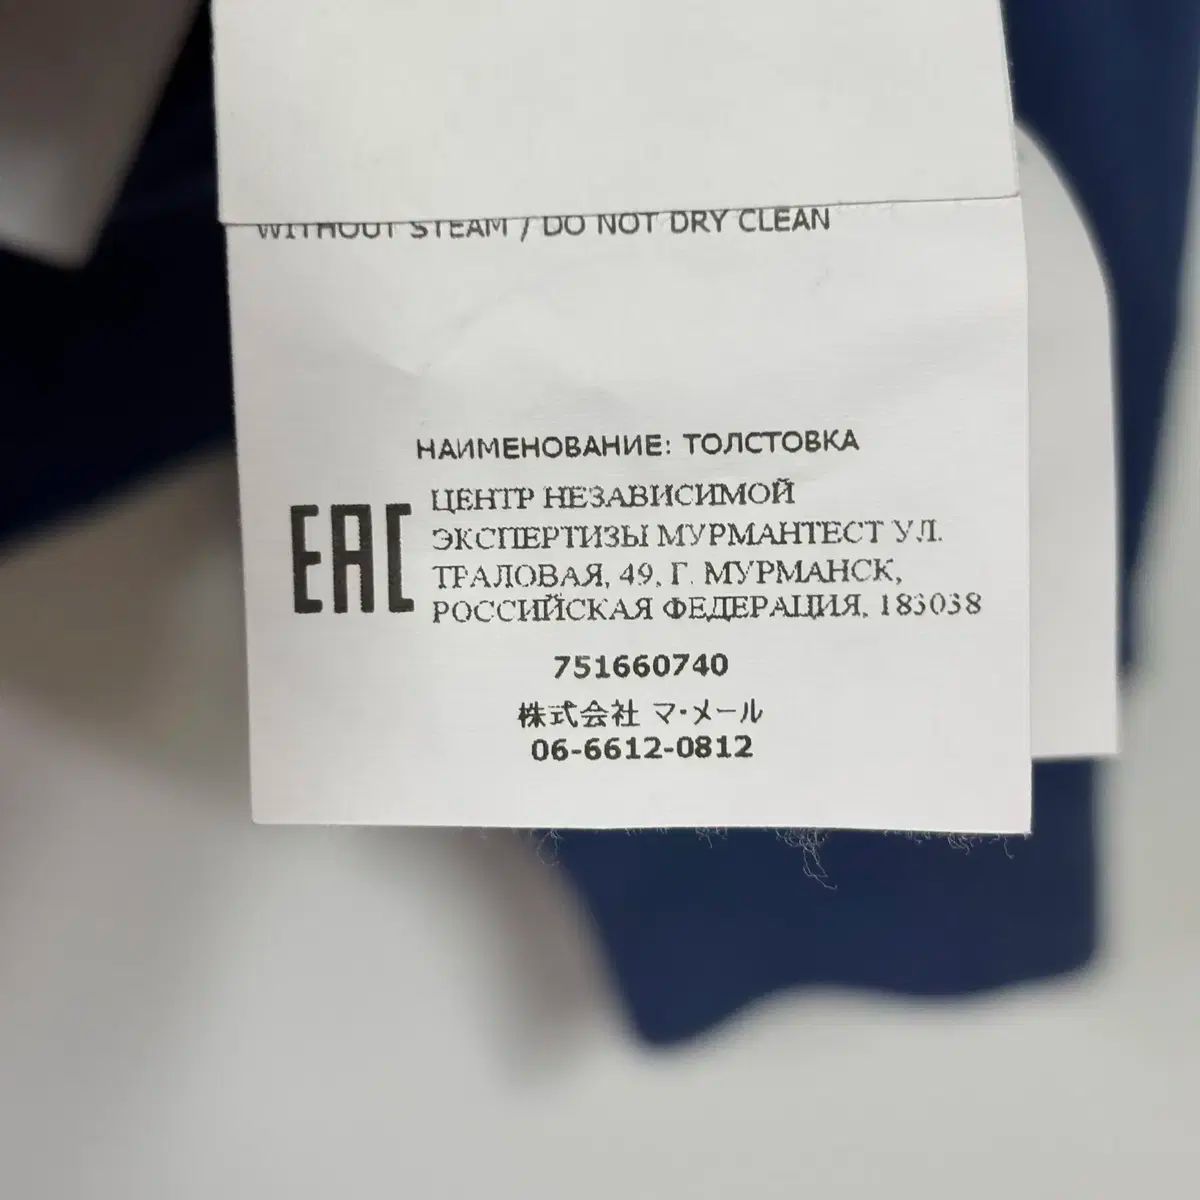 WITHOUT STEAM / DO NOT DRY CLEAN
НАИМЕНОВАНИЕ: ТОЛСТОВКА
EAC
ЦЕНТР НЕЗАВИСИМОЙ
ЭКСПЕРТИЗЫ МУРМАНТЕСТ УЛ.
ТРАЛОВАЯ, 49, Г. МУРМАНСК,
РОССИЙСКАЯ ФЕДЕРАЦИЯ, 183038
751660740
株式会社 マ・メール
06-6612-0812